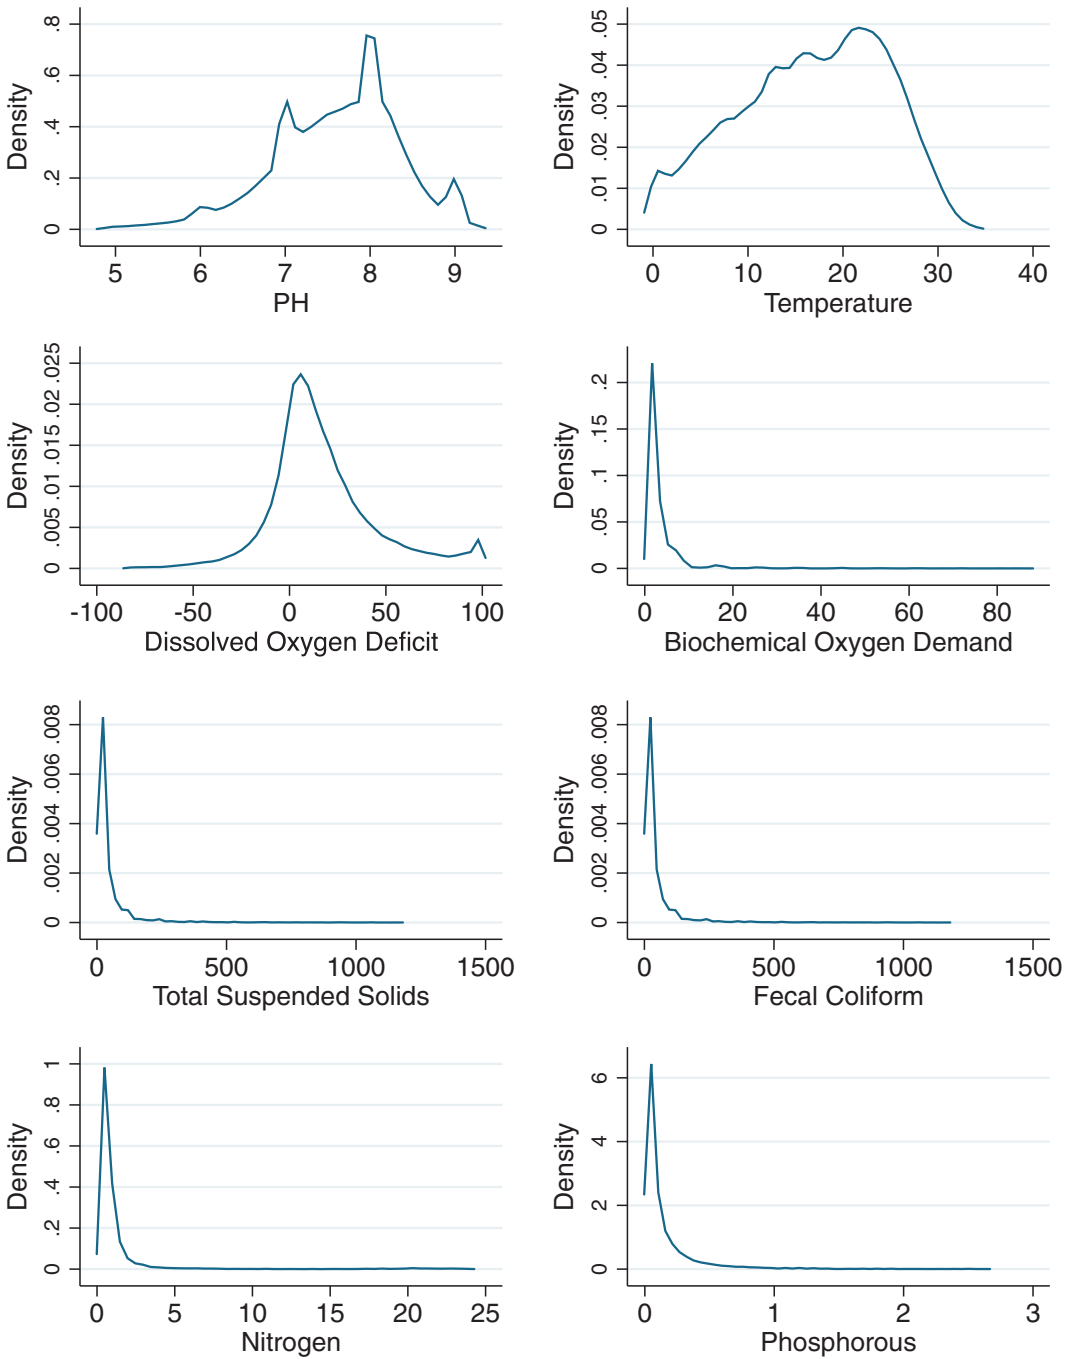 Density
.8
.6
.4
.2
0
5 6 7 8 9
PH
Density
.05
.04
.03
.02
.01
0
0 10 20 30 40
Temperature
Density
.025
.02
.015
.01
.005
0
-100 -50 0 50 100
Dissolved Oxygen Deficit
Density
.2
.15
.1
.05
0
0 20 40 60 80
Biochemical Oxygen Demand
Density
.008
.006
.004
.002
0
0 500 1000 1500
Total Suspended Solids
Density
.008
.006
.004
.002
0
0 500 1000 1500
Fecal Coliform
Density
1
.8
.6
.4
.2
0
0 5 10 15 20 25
Nitrogen
Density
6
4
2
0
0 1 2 3
Phosphorous